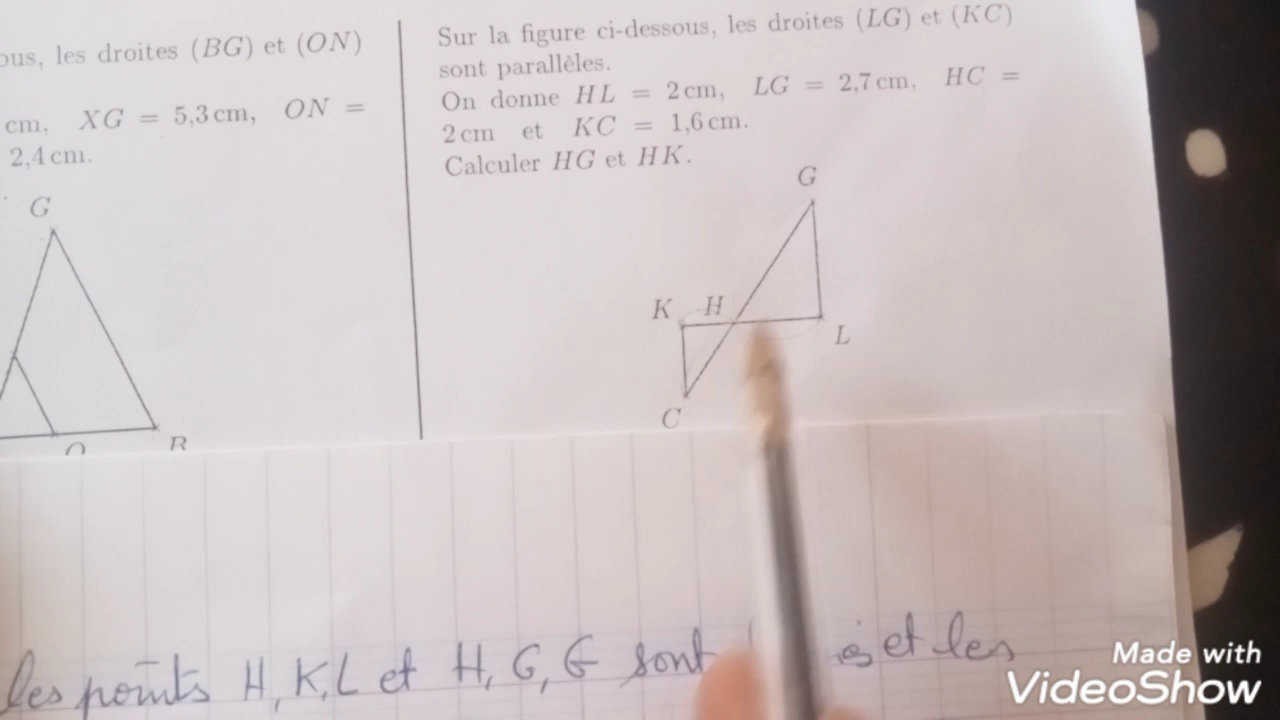 ous, les droites (BG) et (ON)
cm, XG = 5,3 cm, ON =
2,4 cm.
G
B
Sur la figure ci-dessous, les droites (LG) et (KC)
sont parallèles.
On donne HL = 2 cm, LG = 2,7 cm, HC =
2 cm et KC = 1,6 cm.
Calculer HG et HK.
G
K H
L
C
les points H, K, L et H, C, G sont et les
Made with
VideoShow